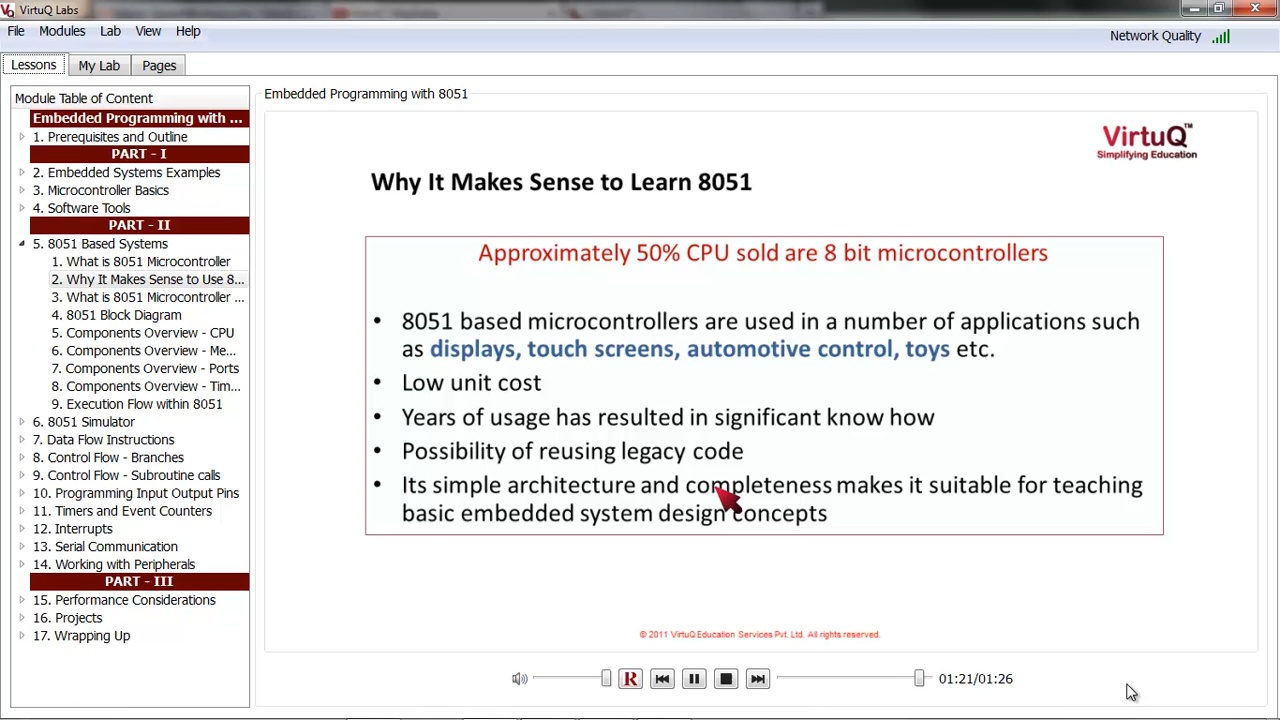 VirtuQ Labs
File Modules Lab View Help
Network Quality
Lessons My Lab Pages
Module Table of Content
Embedded Programming with ...
1. Prerequisites and Outline
PART - I
2. Embedded Systems Examples
3. Microcontroller Basics
4. Software Tools
PART - II
5. 8051 Based Systems
1. What is 8051 Microcontroller
2. Why It Makes Sense to Use 8...
3. What is 8051 Microcontroller ...
4. 8051 Block Diagram
5. Components Overview - CPU
6. Components Overview - Me...
7. Components Overview - Ports
8. Components Overview - Tim...
9. Execution Flow within 8051
6. 8051 Simulator
7. Data Flow Instructions
8. Control Flow - Branches
9. Control Flow - Subroutine calls
10. Programming Input Output Pins
11. Timers and Event Counters
12. Interrupts
13. Serial Communication
14. Working with Peripherals
PART - III
15. Performance Considerations
16. Projects
17. Wrapping Up
Embedded Programming with 8051
VirtuQ™
Simplifying Education
Why It Makes Sense to Learn 8051
Approximately 50% CPU sold are 8 bit microcontrollers
• 8051 based microcontrollers are used in a number of applications such
as displays, touch screens, automotive control, toys etc.
• Low unit cost
• Years of usage has resulted in significant know how
• Possibility of reusing legacy code
• Its simple architecture and completeness makes it suitable for teaching
basic embedded system design concepts
© 2011 VirtuQ Education Services Pvt. Ltd. All rights reserved.
R
01:21/01:26